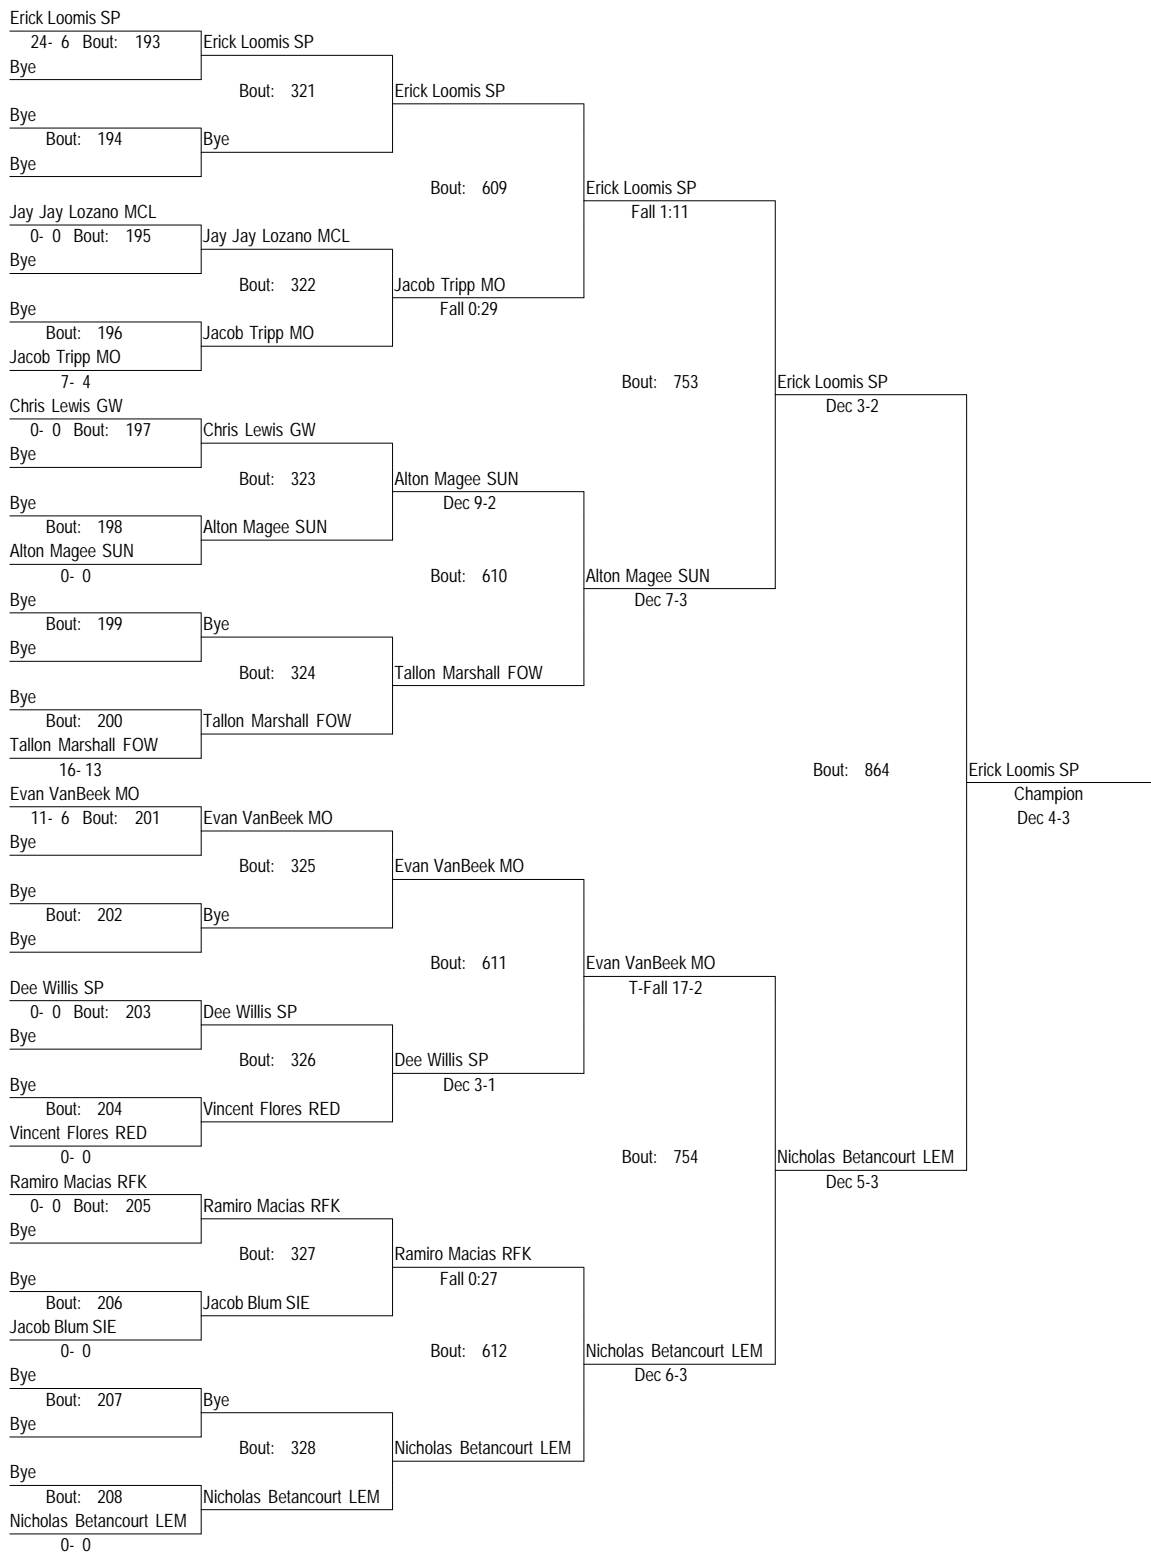 Erick Loomis SP
24- 6 Bout: 193
Erick Loomis SP
Bye
Bout: 321
Erick Loomis SP
Bye
Bout: 194
Bye
Bye
Bout: 609
Erick Loomis SP
Fall 1:11
Jay Jay Lozano MCL
0- 0 Bout: 195
Jay Jay Lozano MCL
Bye
Bout: 322
Jacob Tripp MO
Fall 0:29
Bye
Bout: 196
Jacob Tripp MO
Jacob Tripp MO
7- 4
Bout: 753
Erick Loomis SP
Dec 3-2
Chris Lewis GW
0- 0 Bout: 197
Chris Lewis GW
Bye
Bout: 323
Alton Magee SUN
Dec 9-2
Bye
Bout: 198
Alton Magee SUN
Alton Magee SUN
0- 0
Bout: 610
Alton Magee SUN
Dec 7-3
Bye
Bout: 199
Bye
Bye
Bout: 324
Tallon Marshall FOW
Bye
Bout: 200
Tallon Marshall FOW
Tallon Marshall FOW
16- 13
Bout: 864
Erick Loomis SP
Champion
Dec 4-3
Evan VanBeek MO
11- 6 Bout: 201
Evan VanBeek MO
Bye
Bout: 325
Evan VanBeek MO
Bye
Bout: 202
Bye
Bye
Bout: 611
Evan VanBeek MO
T-Fall 17-2
Dee Willis SP
0- 0 Bout: 203
Dee Willis SP
Bye
Bout: 326
Dee Willis SP
Dec 3-1
Bye
Bout: 204
Vincent Flores RED
Vincent Flores RED
0- 0
Bout: 754
Nicholas Betancourt LEM
Dec 5-3
Ramiro Macias RFK
0- 0 Bout: 205
Ramiro Macias RFK
Bye
Bout: 327
Ramiro Macias RFK
Fall 0:27
Bye
Bout: 206
Jacob Blum SIE
Jacob Blum SIE
0- 0
Bout: 612
Nicholas Betancourt LEM
Dec 6-3
Bye
Bout: 207
Bye
Bye
Bout: 328
Nicholas Betancourt LEM
Bye
Bout: 208
Nicholas Betancourt LEM
Nicholas Betancourt LEM
0- 0